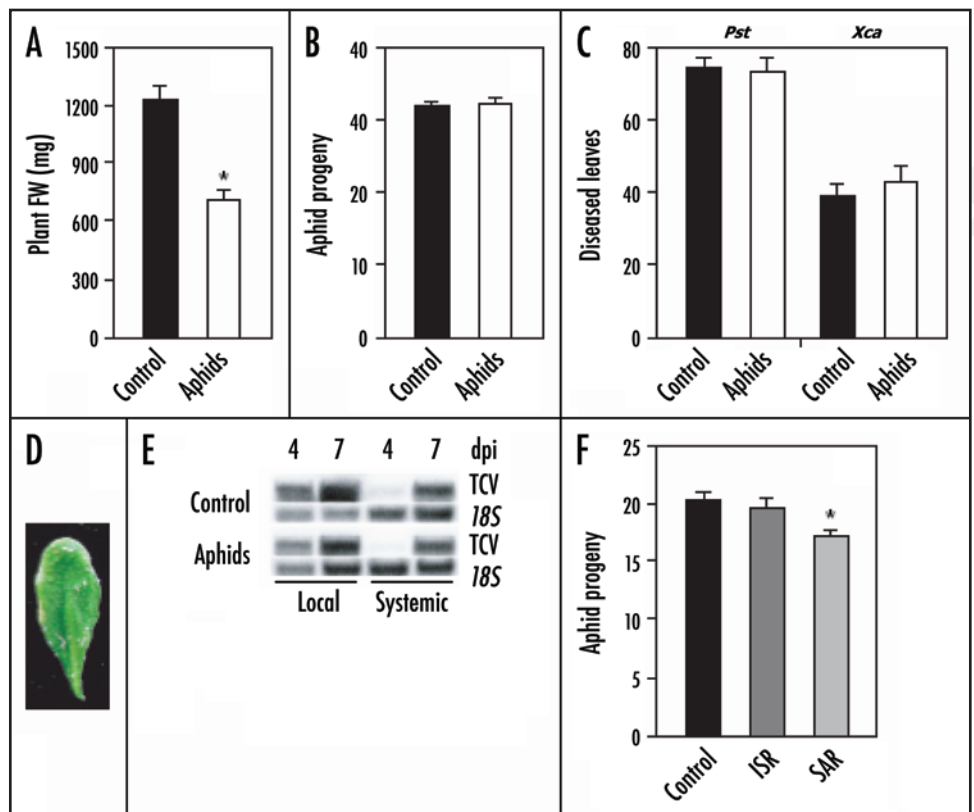 A
1500
1200
900
600
300
0
Plant FW (mg)
*
Control Aphids
B
40
40
20
10
0
Aphid progeny
Control Aphids
C
Pst Xca
80
60
40
20
0
Diseased leaves
Control Aphids Control Aphids
D
E
4 7 4 7 dpi
Control
TCV
18S
Aphids
TCV
18S
Local Systemic
F
25
20
15
10
5
0
Aphid progeny
*
Control ISR SAR